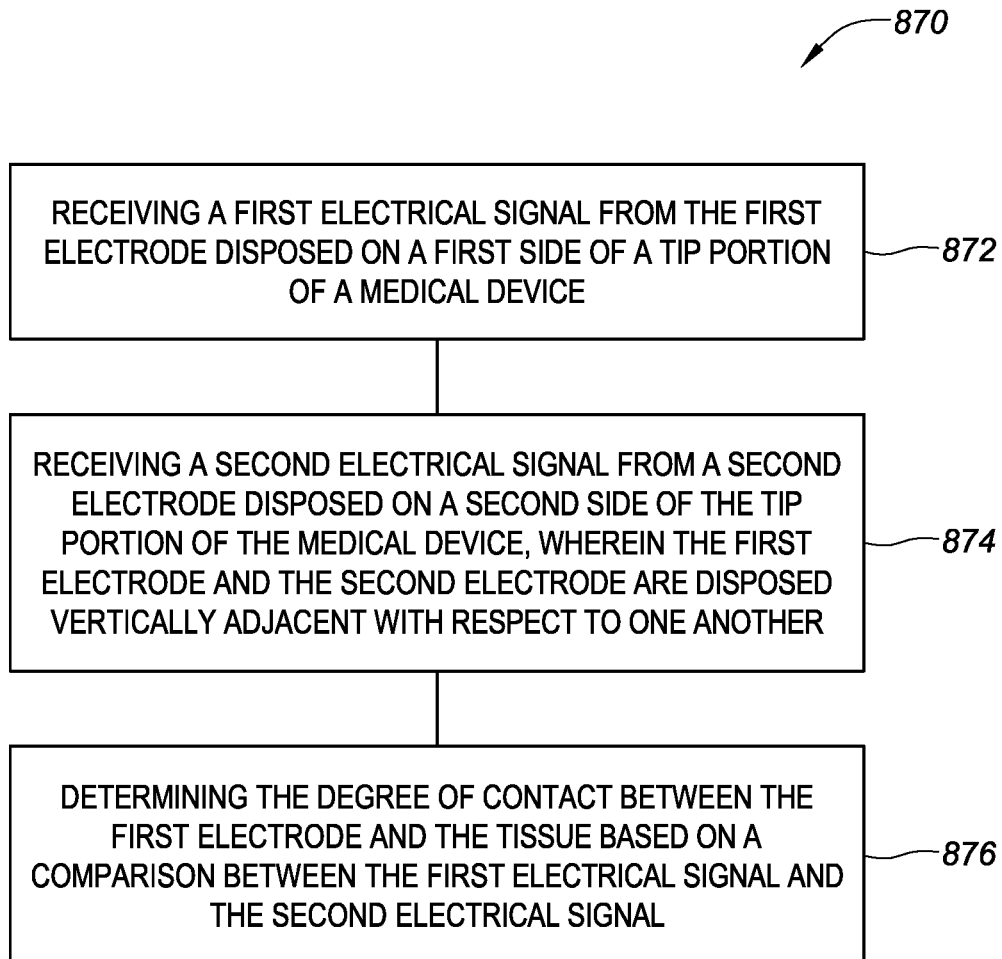 870
RECEIVING A FIRST ELECTRICAL SIGNAL FROM THE FIRST
ELECTRODE DISPOSED ON A FIRST SIDE OF A TIP PORTION
OF A MEDICAL DEVICE
872
RECEIVING A SECOND ELECTRICAL SIGNAL FROM A SECOND
ELECTRODE DISPOSED ON A SECOND SIDE OF THE TIP
PORTION OF THE MEDICAL DEVICE, WHEREIN THE FIRST
ELECTRODE AND THE SECOND ELECTRODE ARE DISPOSED
VERTICALLY ADJACENT WITH RESPECT TO ONE ANOTHER
874
DETERMINING THE DEGREE OF CONTACT BETWEEN THE
FIRST ELECTRODE AND THE TISSUE BASED ON A
COMPARISON BETWEEN THE FIRST ELECTRICAL SIGNAL AND
THE SECOND ELECTRICAL SIGNAL
876